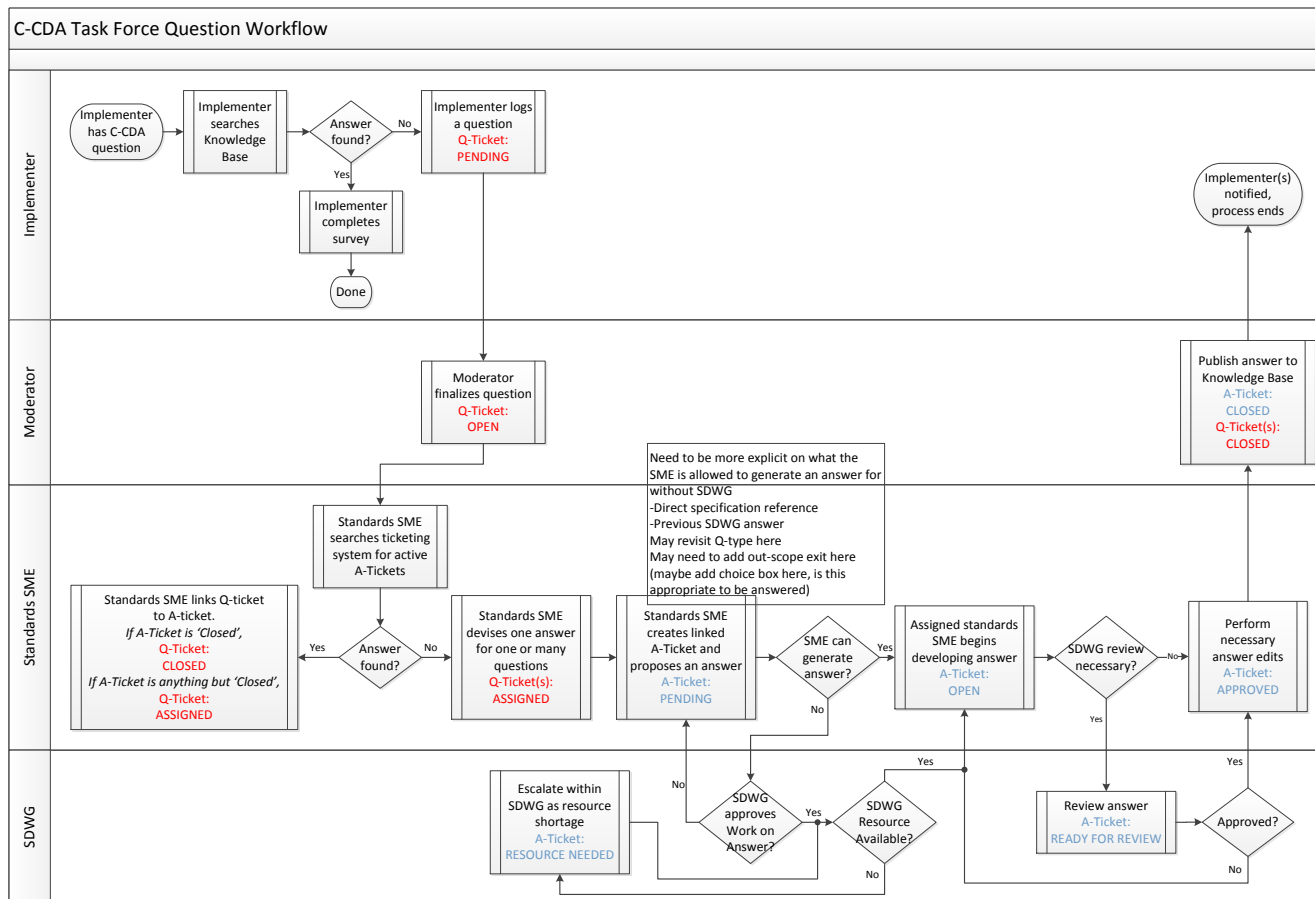 C-CDA Task Force Question Workflow
Implementer
Implementer
has C-CDA
question
Implementer
searches
Knowledge
Base
Answer
found?
No
Implementer logs
a question
Q-Ticket:
PENDING
Yes
Implementer
completes
survey
Done
Implementer(s)
notified,
process ends
Moderator
Moderator
finalizes question
Q-Ticket:
OPEN
Publish answer to
Knowledge Base
A-Ticket:
CLOSED
Q-Ticket(s):
CLOSED
Need to be more explicit on what the
SME is allowed to generate an answer for
without SDWG
-Direct specification reference
-Previous SDWG answer
May revisit Q-type here
May need to add out-scope exit here
(maybe add choice box here, is this
appropriate to be answered)
Standards SME
Standards SME
searches ticketing
system for active
A-Tickets
Standards SME links Q-ticket
to A-ticket.
If A-Ticket is ‘Closed’,
Q-Ticket:
CLOSED
If A-Ticket is anything but ‘Closed’,
Q-Ticket:
ASSIGNED
Yes
Answer
found?
No
Standards SME
devises one answer
for one or many
questions
Q-Ticket(s):
ASSIGNED
Standards SME
creates linked
A-Ticket and
proposes an answer
A-Ticket:
PENDING
SME can
generate
answer?
Yes
No
Assigned standards
SME begins
developing answer
A-Ticket:
OPEN
SDWG review
necessary?
No
Yes
Perform
necessary
answer edits
A-Ticket:
APPROVED
SDWG
Escalate within
SDWG as resource
shortage
A-Ticket:
RESOURCE NEEDED
No
SDWG
approves
Work on
Answer?
Yes
SDWG
Resource
Available?
Yes
No
Review answer
A-Ticket:
READY FOR REVIEW
Approved?
Yes
No